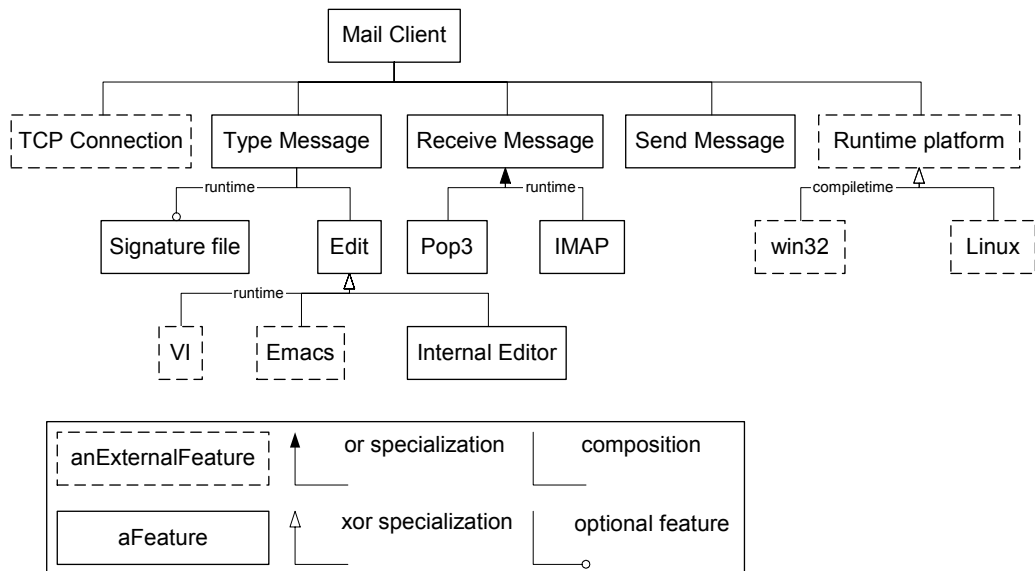 Mail Client
TCP Connection
Type Message
Receive Message
Send Message
Runtime platform
runtime
runtime
compiletime
Signature file
Edit
Pop3
IMAP
win32
Linux
runtime
VI
Emacs
Internal Editor
anExternalFeature
or specialization
composition
aFeature
xor specialization
optional feature